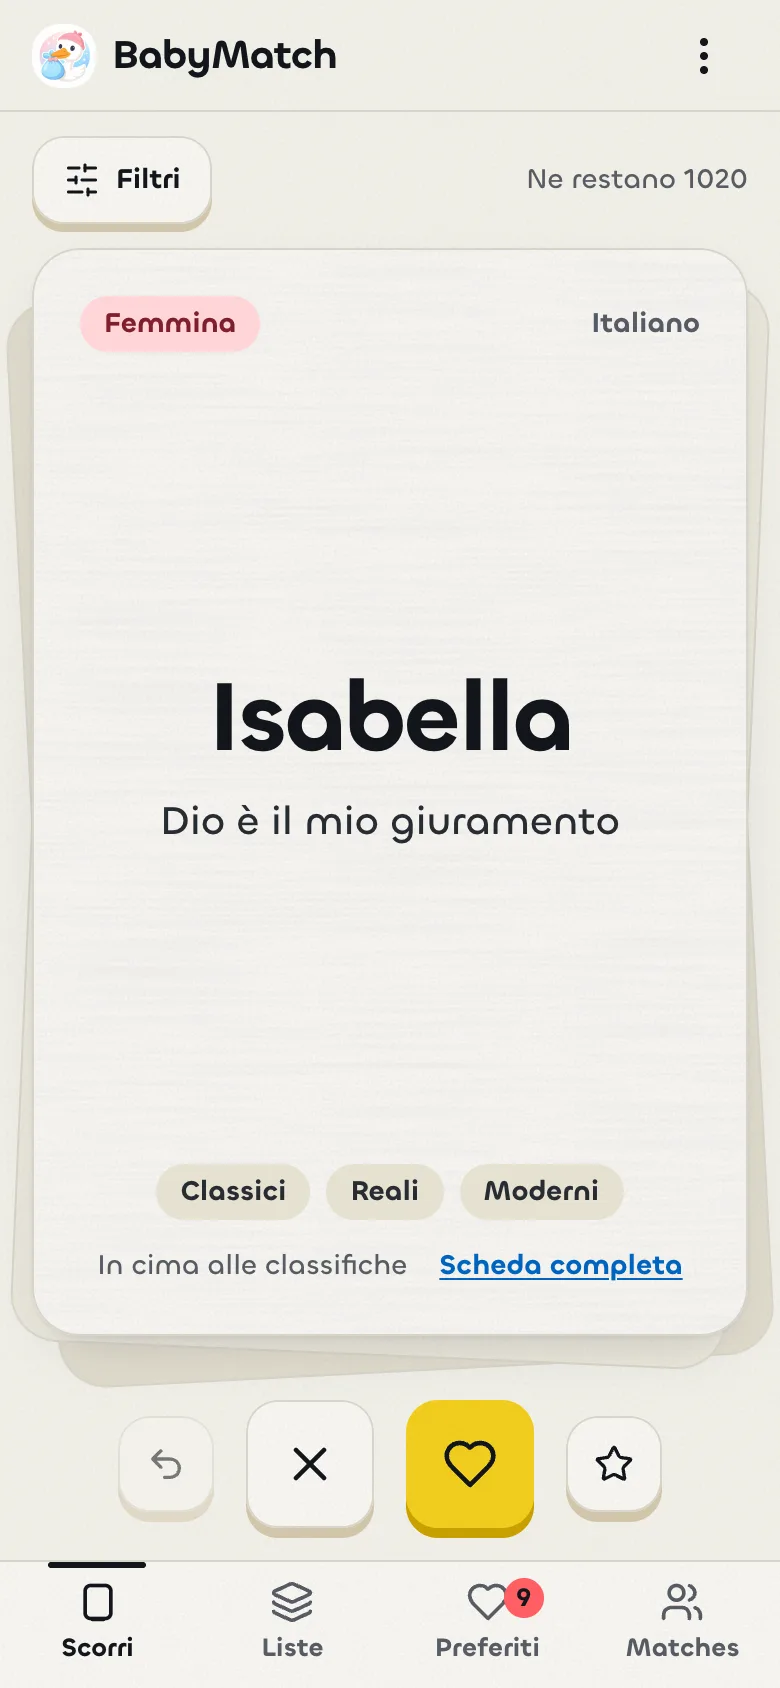 BabyMatch
Filtri
Ne restano 1020
Femmina
Italiano
Isabella
Dio è il mio giuramento
Classici
Reali
Moderni
In cima alle classifiche
Scheda completa
9
Scorri
Liste
Preferiti
Matches